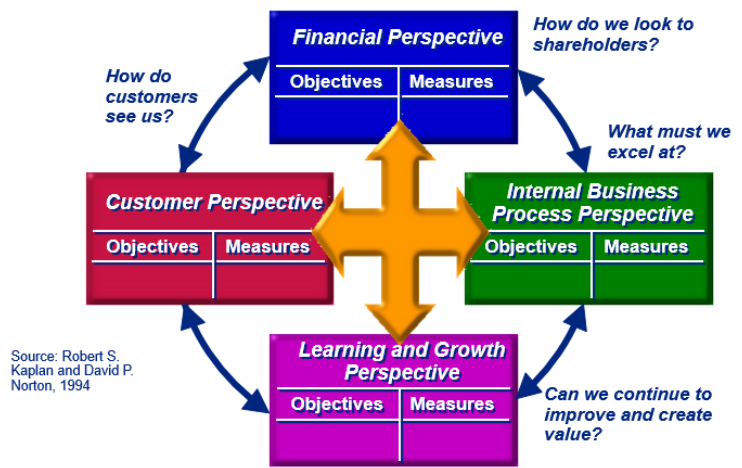 Financial Perspective
Objectives Measures
How do we look to
shareholders?
How do
customers
see us?
What must we
excel at?
Customer Perspective
Objectives Measures
Internal Business
Process Perspective
Objectives Measures
Learning and Growth
Perspective
Objectives Measures
Source: Robert S.
Kaplan and David P.
Norton, 1994
Can we continue to
improve and create
value?